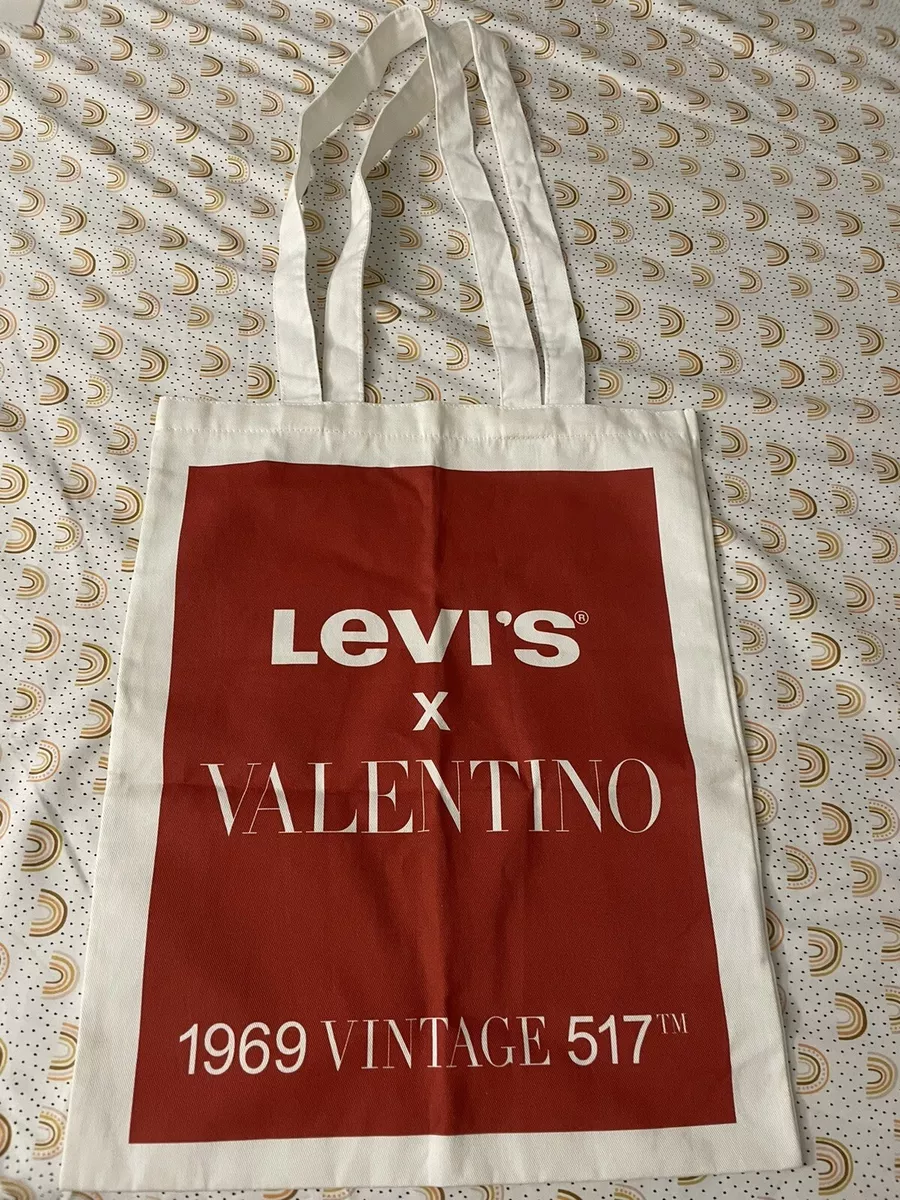 Levi's®
X
VALENTINO
1969 VINTAGE 517™